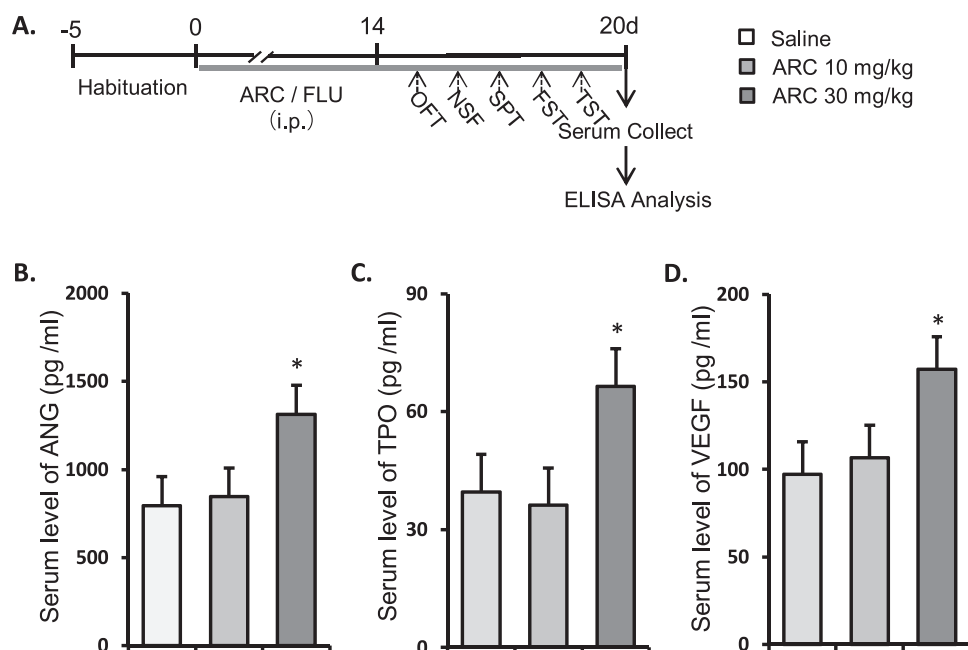 A.
-5
0
14
20d
Habituation
ARC / FLU
(i.p.)
OFT
NSF
SPT
FST
TST
Serum Collect
ELISA Analysis
Saline
ARC 10 mg/kg
ARC 30 mg/kg
B.
Serum level of ANG (pg /ml)
2000
1500
1000
500
0
*
C.
Serum level of TPO (pg /ml)
90
60
30
0
*
D.
Serum level of VEGF (pg /ml)
200
150
100
50
0
*